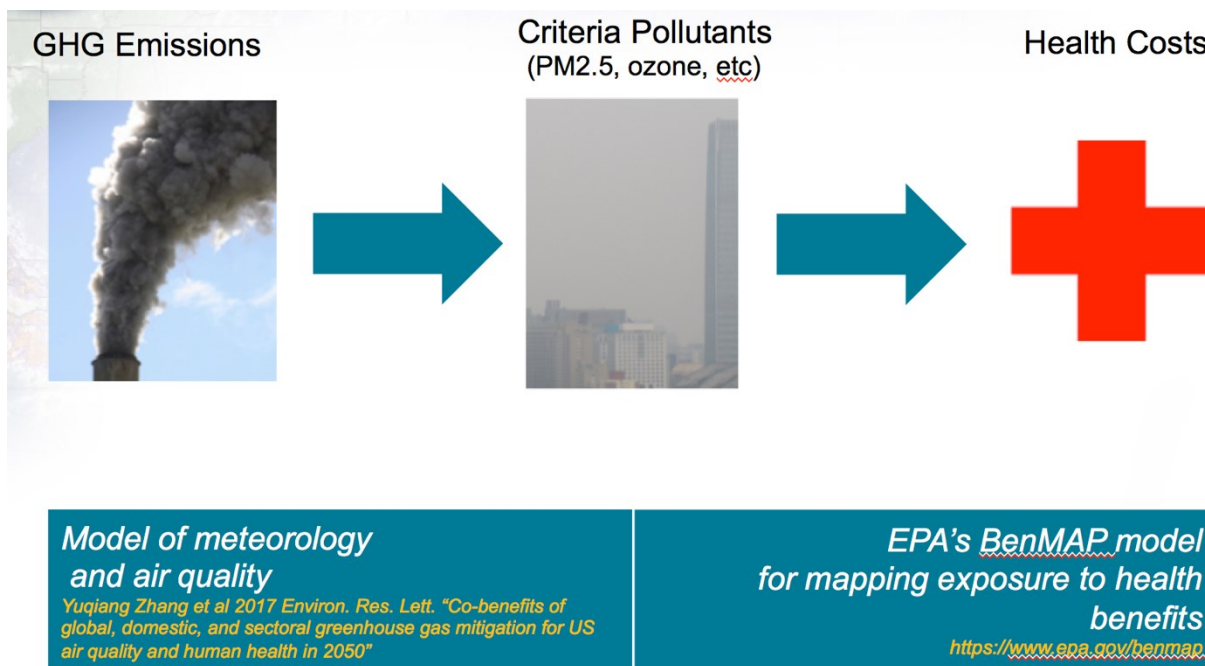 GHG Emissions
Criteria Pollutants
(PM2.5, ozone, etc)
Health Costs
Model of meteorology
and air quality
Yuqiang Zhang et al 2017 Environ. Res. Lett. “Co-benefits of
global, domestic, and sectoral greenhouse gas mitigation for US
air quality and human health in 2050”
EPA’s BenMAP model
for mapping exposure to health
benefits
https://www.epa.gov/benmap